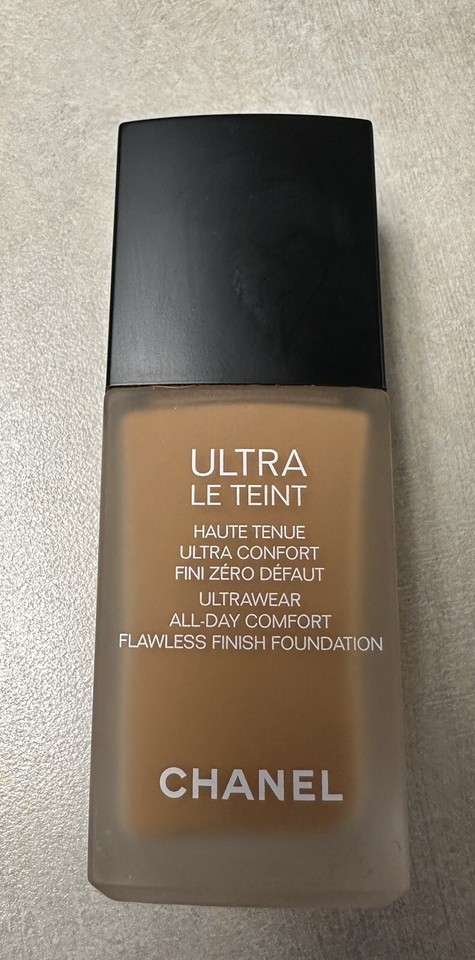 ULTRA
LE TEINT
HAUTE TENUE
ULTRA CONFORT
FINI ZÉRO DÉFAUT
ULTRAWEAR
ALL-DAY COMFORT
FLAWLESS FINISH FOUNDATION
CHANEL